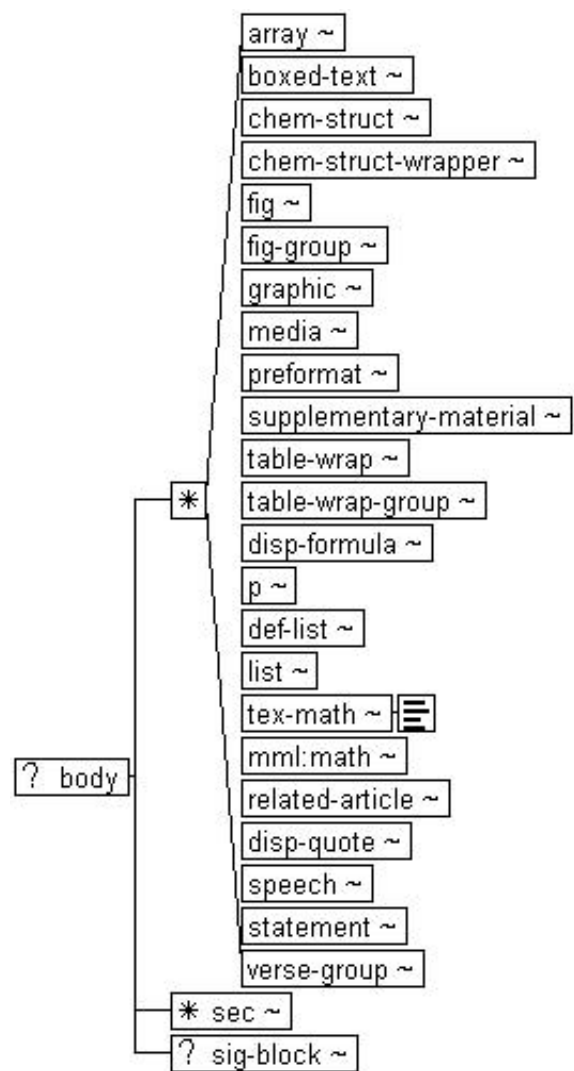 array ~
boxed-text ~
chem-struct ~
chem-struct-wrapper ~
fig ~
fig-group ~
graphic ~
media ~
preformat ~
supplementary-material ~
table-wrap ~
* table-wrap-group ~
disp-formula ~
p ~
def-list ~
list ~
tex-math ~
mml:math ~
? body
related-article ~
disp-quote ~
speech ~
statement ~
verse-group ~
* sec ~
? sig-block ~